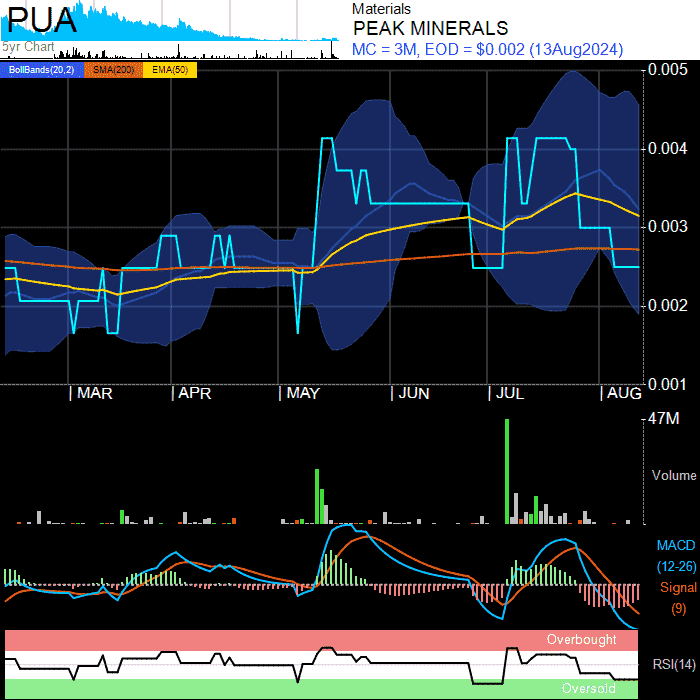 PUA
5yr Chart
Materials
PEAK MINERALS
MC = 3M, EOD = $0.002 (13Aug2024)
BollBands(20,2) SMA(200) EMA(50)
0.005
0.004
0.003
0.002
0.001
| MAR | APR | MAY | JUN | JUL | AUG
47M
Volume
MACD
(12-26)
Signal
(9)
Overbought
RSI(14)
Oversold